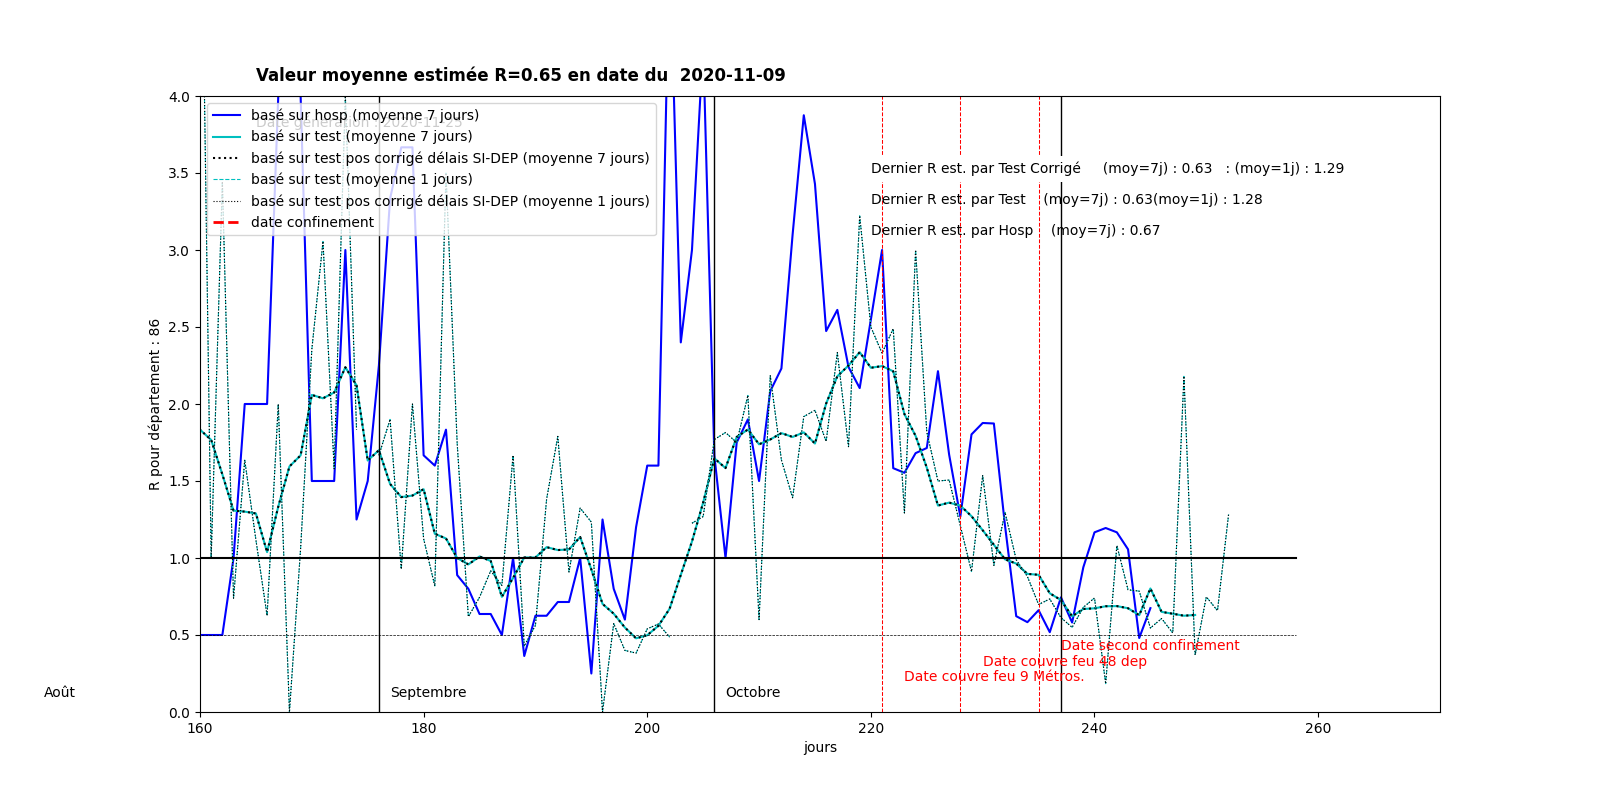 Valeur moyenne estimée R=0.65 en date du  2020-11-09
basé sur hosp (moyenne 7 jours)
basé sur test (moyenne 7 jours)
basé sur test pos corrigé délais SI-DEP (moyenne 7 jours)
basé sur test (moyenne 1 jours)
basé sur test pos corrigé délais SI-DEP (moyenne 1 jours)
date confinement
Dernier R est. par Test Corrigé     (moy=7j) : 0.63   : (moy=1j) : 1.29
Dernier R est. par Test    (moy=7j) : 0.63(moy=1j) : 1.28
Dernier R est. par Hosp    (moy=7j) : 0.67
R pour département : 86
4.0
3.5
3.0
2.5
2.0
1.5
1.0
0.5
0.0
Date second confinement
Date couvre feu 48 dep
Date couvre feu 9 Métros.
Août
Septembre
Octobre
160
180
200
220
240
260
jours